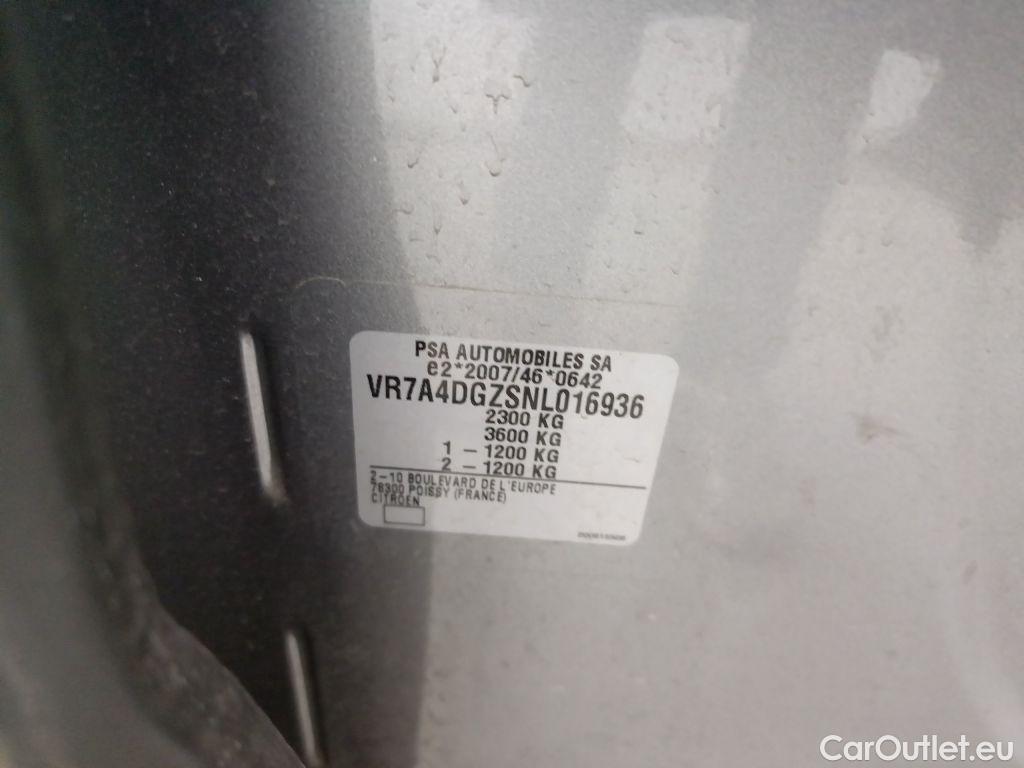 PSA AUTOMOBILES SA
e2*2007/46*0642
VR7A4DGZSNL016936
2300 KG
3600 KG
1 – 1200 KG
2 – 1200 KG
2–10 BOULEVARD DE L'EUROPE
78300 POISSY (FRANCE)
CITROEN
CarOutlet.eu